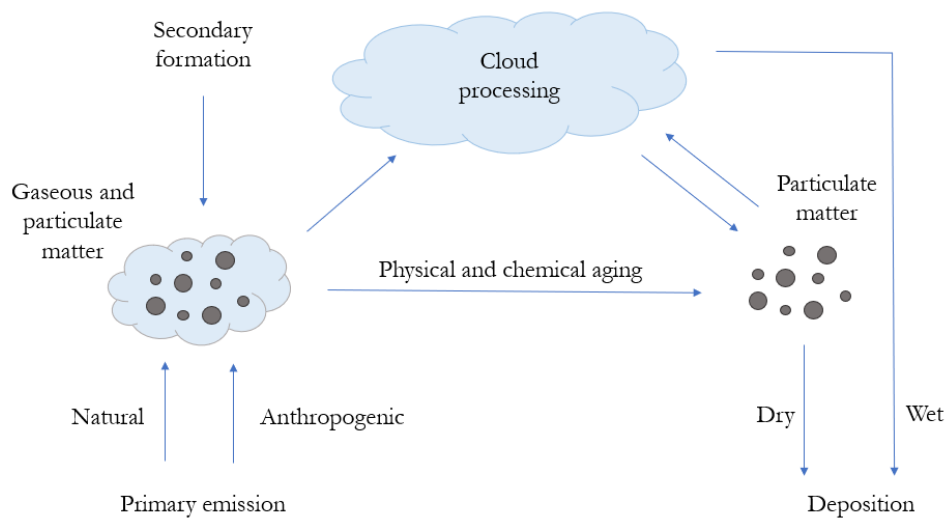 Secondary
formation
Cloud
processing
Gaseous and
particulate
matter
Particulate
matter
Physical and chemical aging
Natural
Anthropogenic
Dry
Wet
Primary emission
Deposition